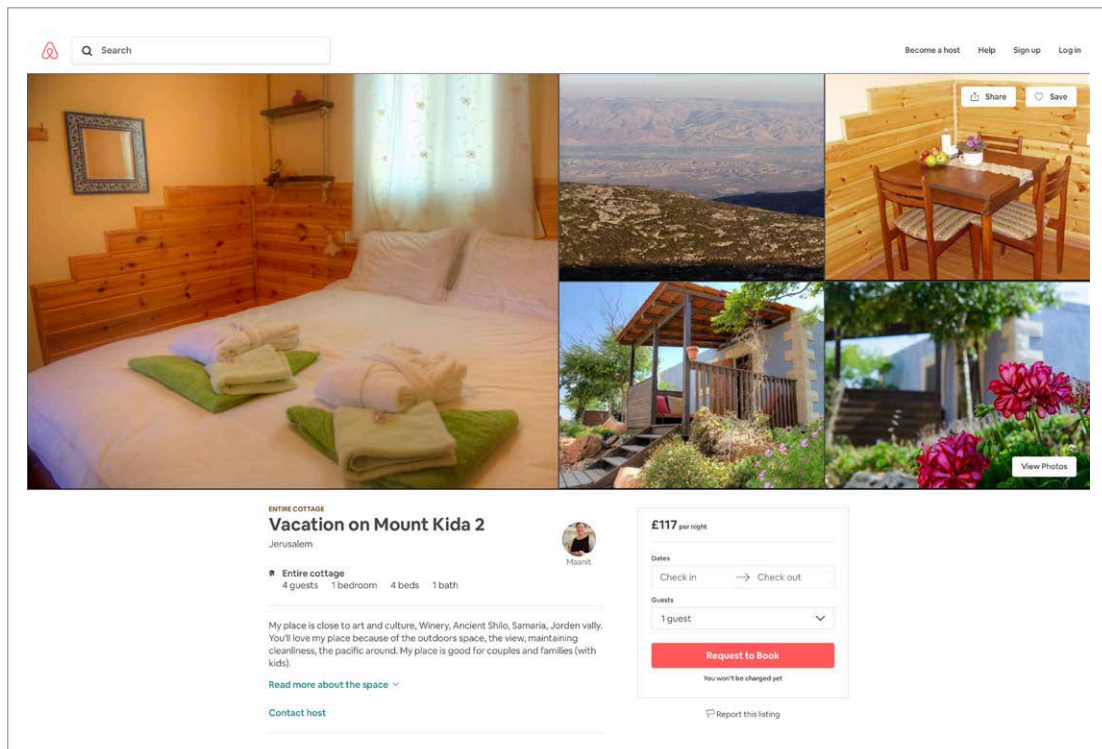 Search
Become a host Help Sign up Log in
Share Save
View Photos
ENTIRE COTTAGE
Vacation on Mount Kida 2
Jerusalem
Maanit
Entire cottage
4 guests 1 bedroom 4 beds 1 bath
My place is close to art and culture, Winery, Ancient Shilo, Samaria, Jorden vally.
You'll love my place because of the outdoors space, the view, maintaining
cleanliness, the pacific around. My place is good for couples and families (with
kids).
Read more about the space
Contact host
£117 per night
Dates
Check in → Check out
Guests
1 guest
Request to Book
You won't be charged yet
Report this listing